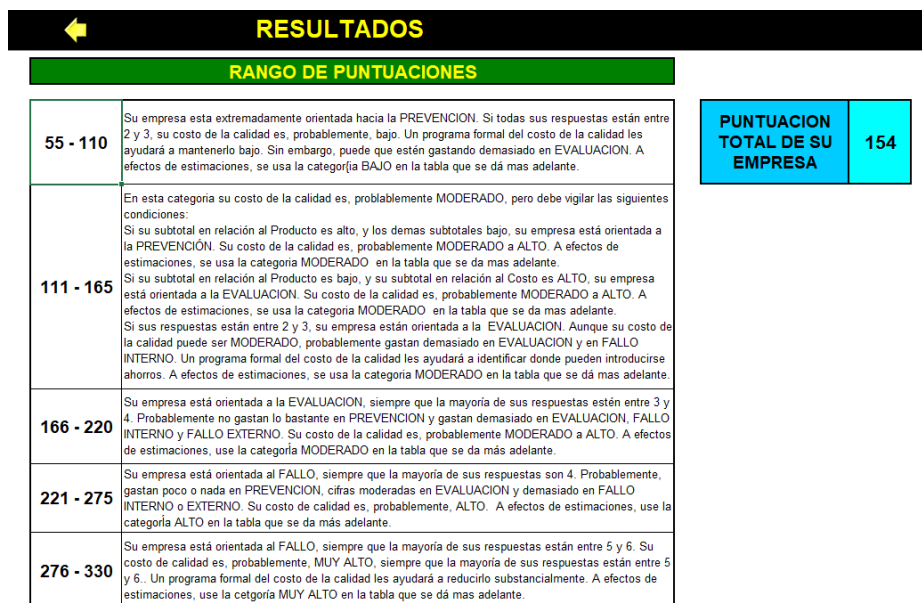 RESULTADOS
RANGO DE PUNTUACIONES
55 - 110
Su empresa esta extremadamente orientada hacia la PREVENCION. Si todas sus respuestas están entre
2 y 3, su costo de la calidad es, probablemente, bajo. Un programa formal del costo de la calidad les
ayudará a mantenerlo bajo. Sin embargo, puede que estén gastando demasiado en EVALUACION. A
efectos de estimaciones, se usa la categor{ia BAJO en la tabla que se dá mas adelante.
PUNTUACION
TOTAL DE SU
EMPRESA
154
111 - 165
En esta categoria su costo de la calidad es, problablemente MODERADO, pero debe vigilar las siguientes
condiciones:
Si su subtotal en relación al Producto es alto, y los demas subtotales bajo, su empresa está orientada a
la PREVENCIÓN. Su costo de la calidad es, probablemente MODERADO a ALTO. A efectos de
estimaciones, se usa la categoria MODERADO en la tabla que se da mas adelante.
Si su subtotal en relación al Producto es bajo, y su subtotal en relación al Costo es ALTO, su empresa
está orientada a la EVALUACION. Su costo de la calidad es, probablemente MODERADO a ALTO. A
efectos de estimaciones, se usa la categoria MODERADO en la tabla que se da mas adelante.
Si sus respuestas están entre 2 y 3, su empresa están orientada a la EVALUACION. Aunque su costo de
la calidad puede ser MODERADO, probablemente gastan demasiado en EVALUACION y en FALLO
INTERNO. Un programa formal del costo de la calidad les ayudará a identificar donde pueden introducirse
ahorros. A efectos de estimaciones, se usa la categoria MODERADO en la tabla que se dá mas adelante.
166 - 220
Su empresa está orientada a la EVALUACION, siempre que la mayoría de sus respuestas estén entre 3 y
4. Probablemente no gastan lo bastante en PREVENCION y gastan demasiado en EVALUACION, FALLO
INTERNO y FALLO EXTERNO. Su costo de la calidad es, probablemente MODERADO a ALTO. A efectos
de estimaciones, use la categorÍa MODERADO en la tabla que se da más adelante.
221 - 275
Su empresa está orientada al FALLO, siempre que la mayoría de sus respuestas son 4. Probablemente,
gastan poco o nada en PREVENCION, cifras moderadas en EVALUACION y demasiado en FALLO
INTERNO o EXTERNO. Su costo de calidad es, probablemente, ALTO. A efectos de estimaciones, use la
categorÍa ALTO en la tabla que se da más adelante.
276 - 330
Su empresa está orientada al FALLO, siempre que la mayoría de sus respuestas están entre 5 y 6. Su
costo de calidad es, probablemente, MUY ALTO, siempre que la mayoría de sus respuestas están entre 5
y 6.. Un programa formal del costo de la calidad les ayudará a reducirlo substancialmente. A efectos de
estimaciones, use la cetgoría MUY ALTO en la tabla que se dá mas adelante.